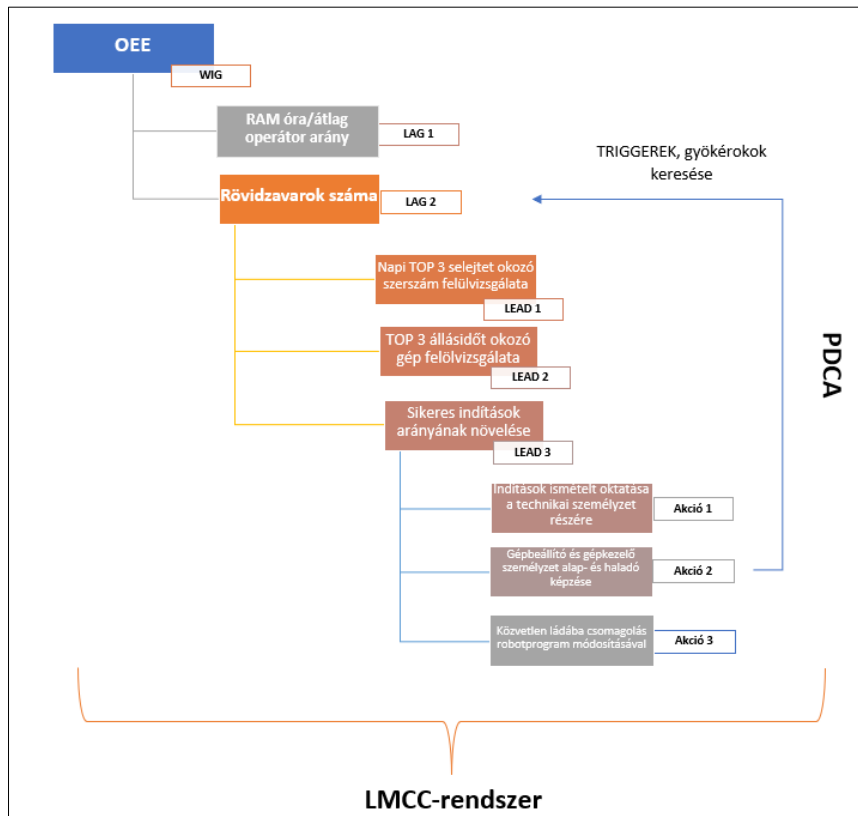 OEE
WIG
RAM óra/átlag
operátor arány
LAG 1
TRIGGEREK, gyökérokok
keresése
Rövidzavarok száma
LAG 2
Napi TOP 3 selejtet okozó
szerszám felülvizsgálata
LEAD 1
TOP 3 állásidőt okozó
gép felölvizsgálata
LEAD 2
PDCA
Sikeres indítások
arányának növelése
LEAD 3
Indítások ismételt oktatása
a technikai személyzet
részére
Akció 1
Gépbeállító és gépkezelő
személyzet alap- és haladó
képzése
Akció 2
Közvetlen ládába csomagolás
robotprogram módosításával
Akció 3
LMCC-rendszer